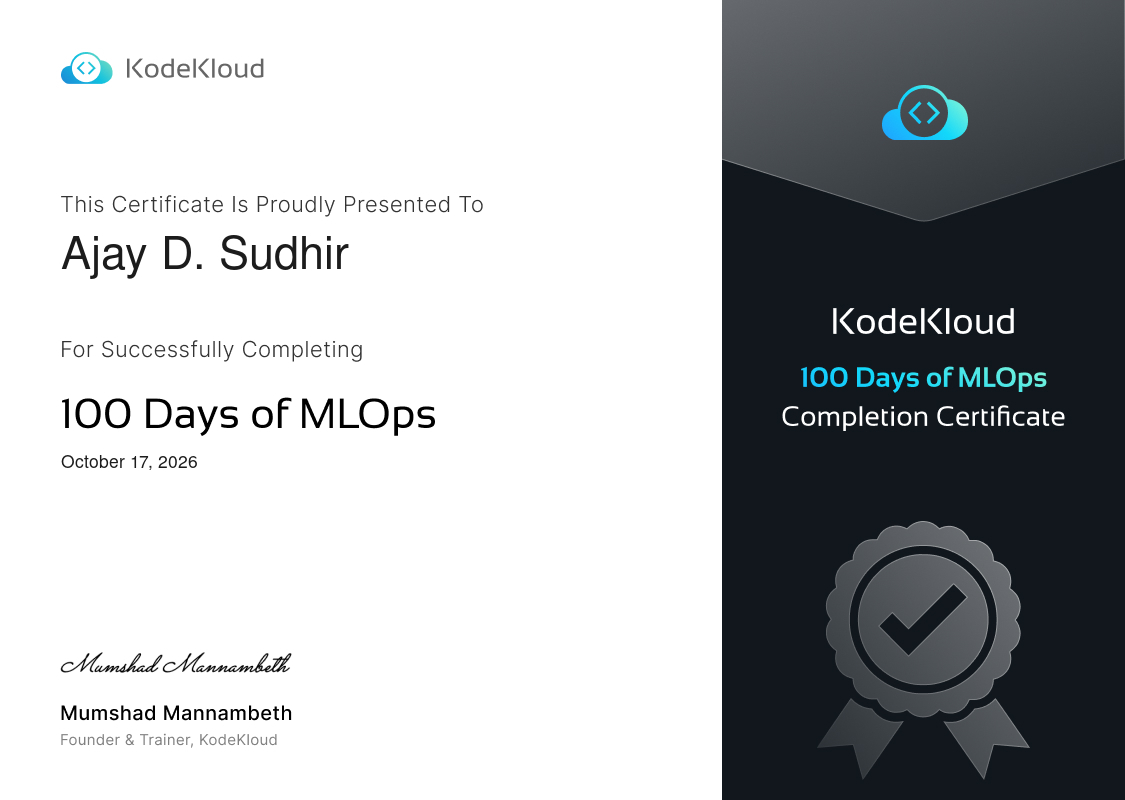 KodeKloud
This Certificate Is Proudly Presented To
Ajay D. Sudhir
For Successfully Completing
100 Days of MLOps
October 17, 2026
Mumshad Mannambeth
Mumshad Mannambeth
Founder & Trainer, KodeKloud
KodeKloud
100 Days of MLOps
Completion Certificate